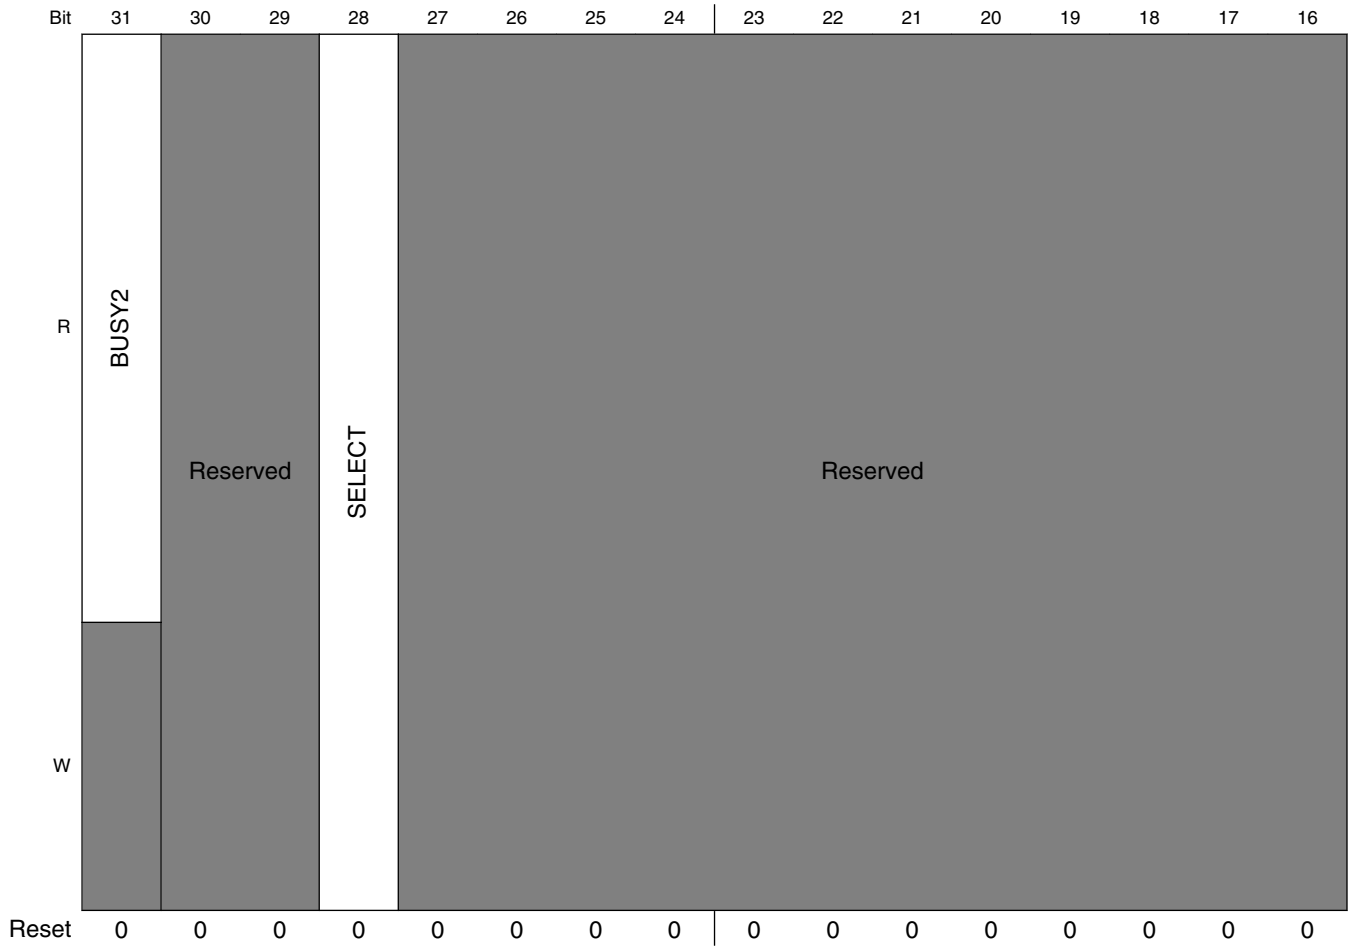 Bit 31 30 29 28 27 26 25 24 23 22 21 20 19 18 17 16
R
BUSY2
Reserved
SELECT
Reserved
W
Reset 0 0 0 0 0 0 0 0 0 0 0 0 0 0 0 0